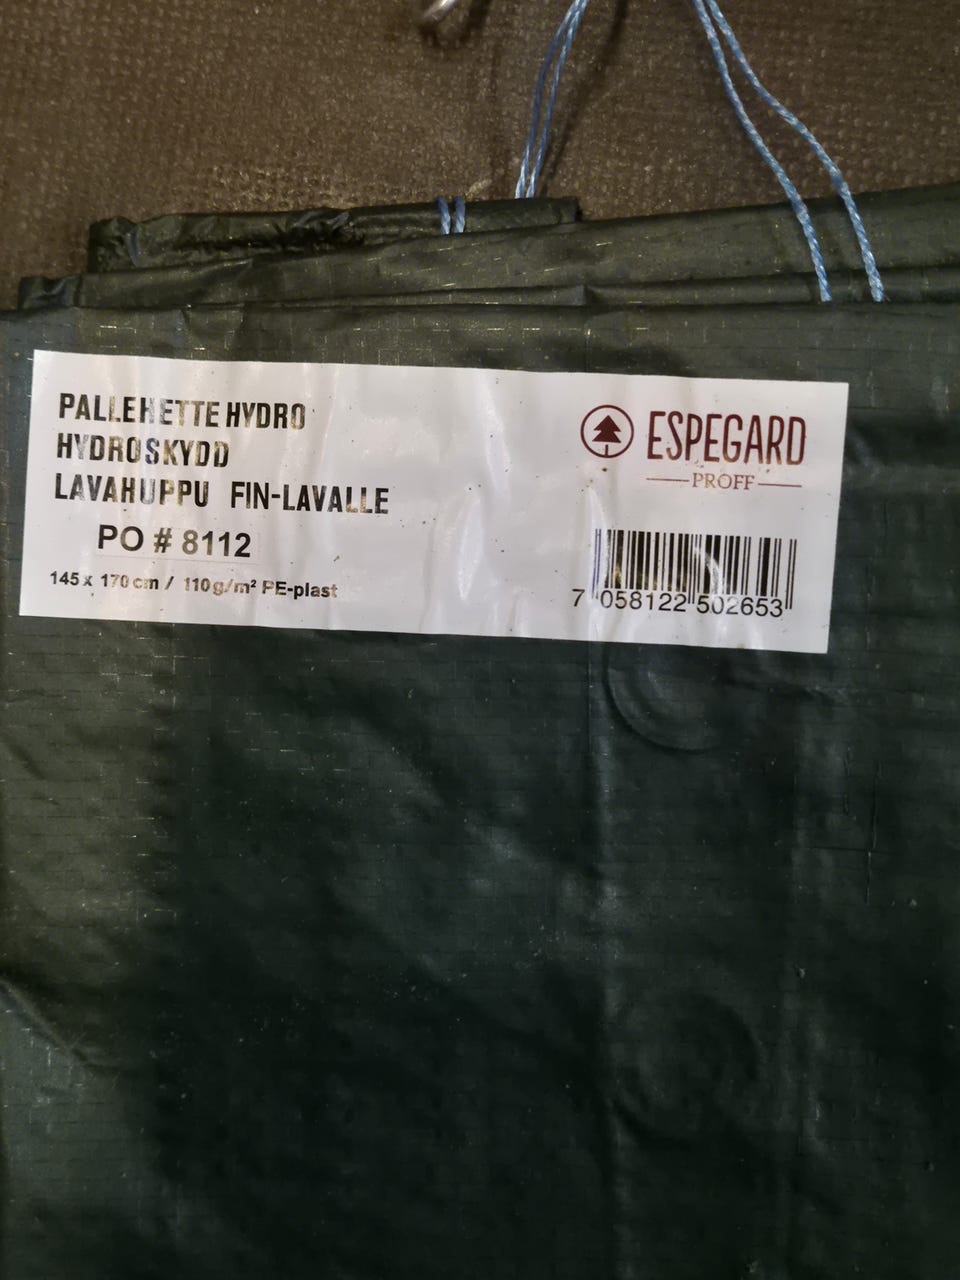 PALLEHETTE HYDRO
HYDROSKYDD
LAVAHUPPU FIN-LAVALLE
PO # 8112
145 x 170 cm / 110 g/m² PE-plast
ESPEGARD
PROFF
7 058122 502653